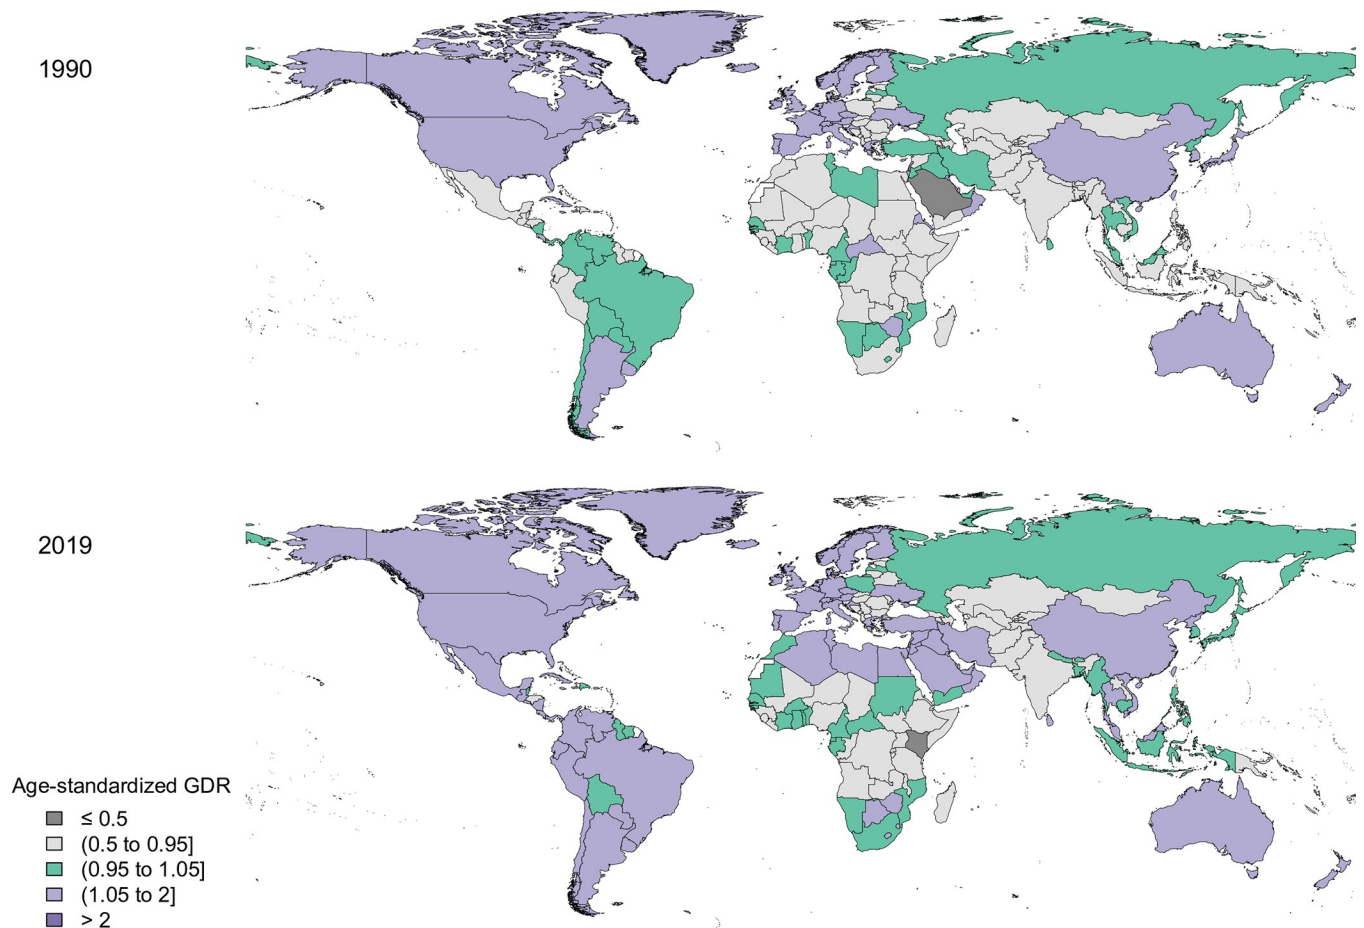 1990
2019
Age-standardized GDR
≤ 0.5
(0.5 to 0.95]
(0.95 to 1.05]
(1.05 to 2]
> 2